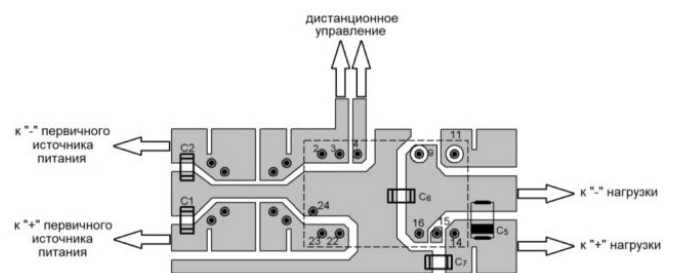 дистанционное
управление
к "-" первичного
источника
питания
C2
2
3
4
9
11
C6
к "-" нагрузки
к "+" первичного
источника
питания
C1
24
23
22
16
15
14
C5
к "+" нагрузки
C7